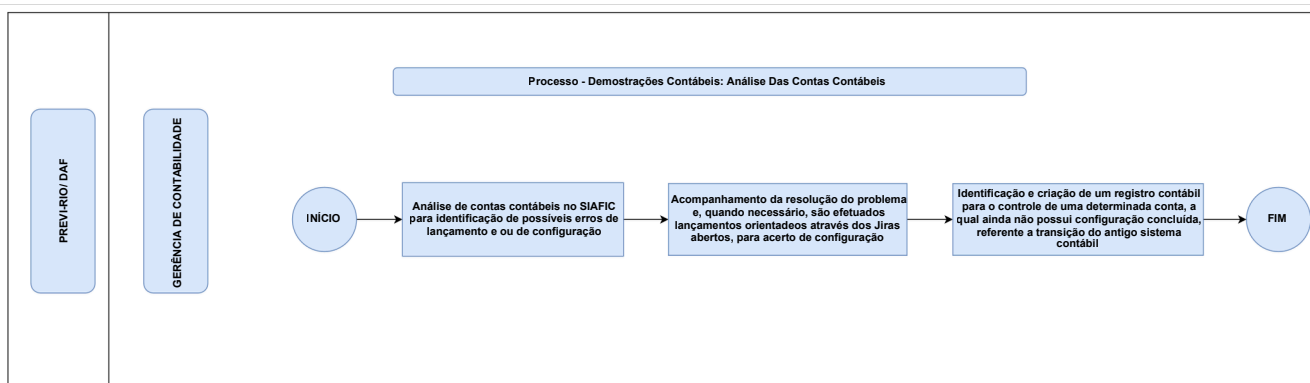 Processo - Demostrações Contábeis: Análise Das Contas Contábeis
PREVI-RIO/ DAF
GERÊNCIA DE CONTABILIDADE
INÍCIO
Análise de contas contábeis no SIAFIC
para identificação de possíveis erros de
lançamento e ou de configuração
Acompanhamento da resolução do problema
e, quando necessário, são efetuados
lançamentos orientadeos através dos Jiras
abertos, para acerto de configuração
Identificação e criação de um registro contábil
para o controle de uma determinada conta, a
qual ainda não possui configuração concluída,
referente a transição do antigo sistema
contábil
FIM